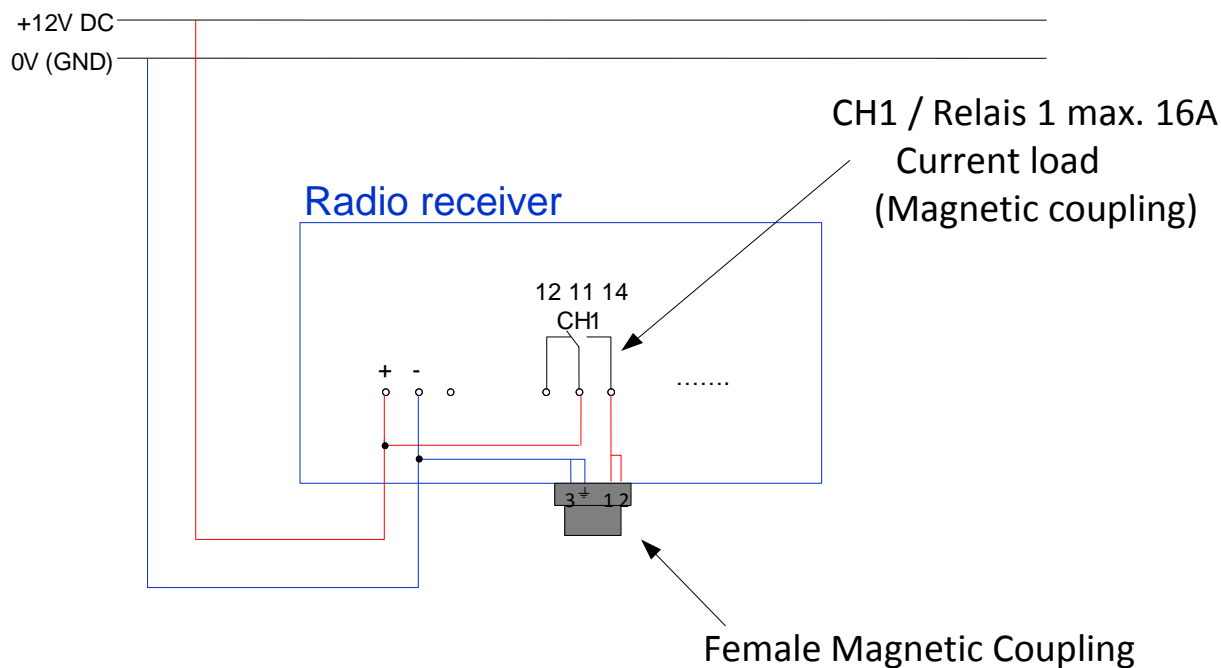 +12V DC
0V (GND)
CH1 / Relais 1 max. 16A
Current load
(Magnetic coupling)
Radio receiver
12 11 14
CH1
+ -
.......
3 1 2
Female Magnetic Coupling